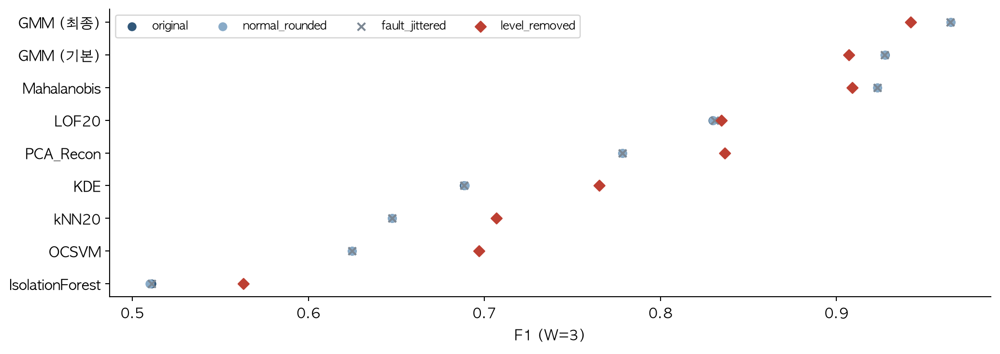 original normal_rounded fault_jittered level_removed
GMM (최종)
GMM (기본)
Mahalanobis
LOF20
PCA_Recon
KDE
kNN20
OCSVM
IsolationForest
0.5 0.6 0.7 0.8 0.9
F1 (W=3)